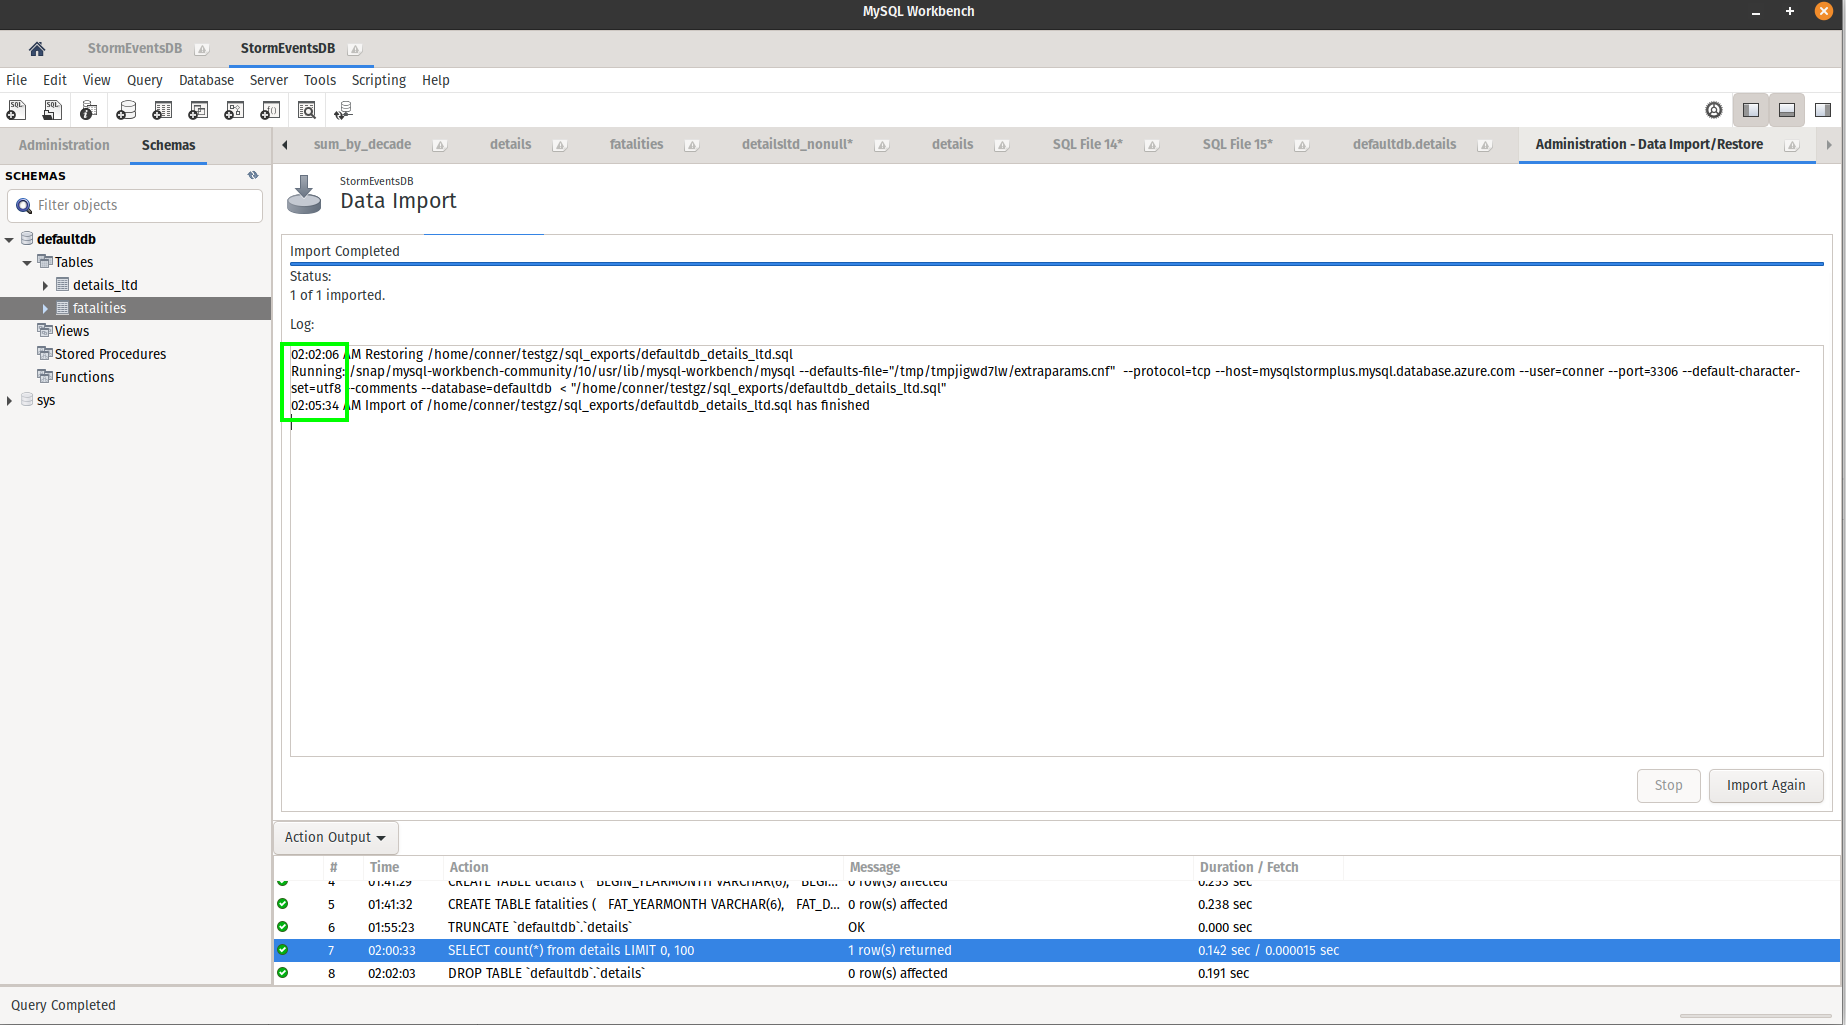 MySQL Workbench
StormEventsDB StormEventsDB
File Edit View Query Database Server Tools Scripting Help
Administration Schemas
sum_by_decade details fatalities detailsltd_nonull* details SQL File 14* SQL File 15* defaultdb.details Administration - Data Import/Restore
SCHEMAS
Filter objects
defaultdb
Tables
details_ltd
fatalities
Views
Stored Procedures
Functions
sys
StormEventsDB
Data Import
Import Completed
Status:
1 of 1 imported.
Log:
02:02:06 AM Restoring /home/conner/testgz/sql_exports/defaultdb_details_ltd.sql
Running: /snap/mysql-workbench-community/10/usr/lib/mysql-workbench/mysql --defaults-file="/tmp/tmpjigwd7lw/extraparams.cnf" --protocol=tcp --host=mysqlstormplus.mysql.database.azure.com --user=conner --port=3306 --default-character-
set=utf8 --comments --database=defaultdb < "/home/conner/testgz/sql_exports/defaultdb_details_ltd.sql"
02:05:34 AM Import of /home/conner/testgz/sql_exports/defaultdb_details_ltd.sql has finished
Stop Import Again
Action Output
# Time Action Message Duration / Fetch
4 01:41:29 CREATE TABLE details ( BEGIN_YEARMONTH VARCHAR(6), BEGI... 0 row(s) affected 0.253 sec
5 01:41:32 CREATE TABLE fatalities ( FAT_YEARMONTH VARCHAR(6), FAT_D... 0 row(s) affected 0.238 sec
6 01:55:23 TRUNCATE `defaultdb`.`details` OK 0.000 sec
7 02:00:33 SELECT count(*) from details LIMIT 0, 100 1 row(s) returned 0.142 sec / 0.000015 sec
8 02:02:03 DROP TABLE `defaultdb`.`details` 0 row(s) affected 0.191 sec
Query Completed